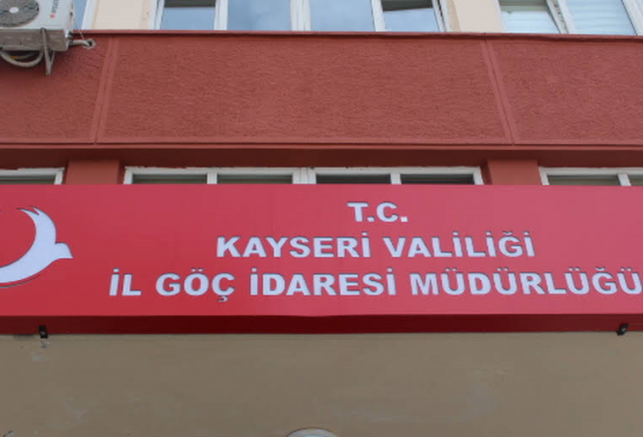 T.C.
KAYSERİ VALİLİĞİ
İL GÖÇ İDARESİ MÜDÜRLÜĞÜ